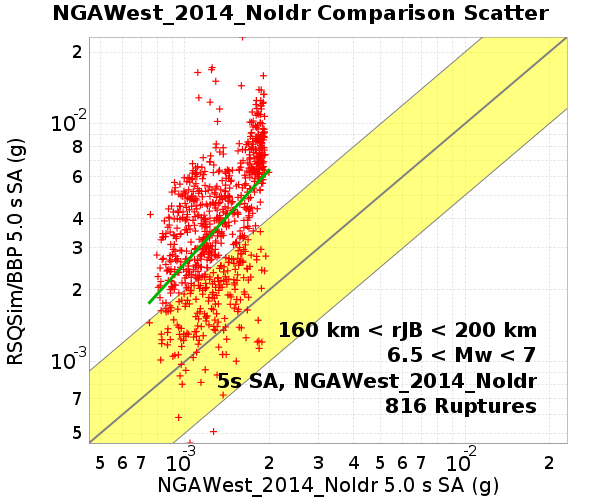 NGAWest_2014_NoIdr Comparison Scatter
RSQSim/BBP 5.0 s SA (g)
2
10-2
8
6
4
3
2
10-3
7
5
160 km < rJB < 200 km
6.5 < Mw < 7
5s SA, NGAWest_2014_NoIdr
816 Ruptures
5 6 7 10-3 2 3 4 5 6 7 10-2 2
NGAWest_2014_NoIdr 5.0 s SA (g)